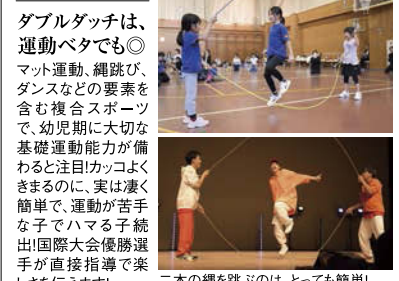 ダブルダッチは、
運動ベタでも◎
マット運動、縄跳び、
ダンスなどの要素を
含む複合スポーツ
で、幼児期に大切な
基礎運動能力が備
わると注目!カッコよく
きまるのに、実は凄く
簡単で、運動が苦手
な子でハマる子続
出!国際大会優勝選
手が直接指導で楽
二本の縄を跳ぶのは、とっても簡単!